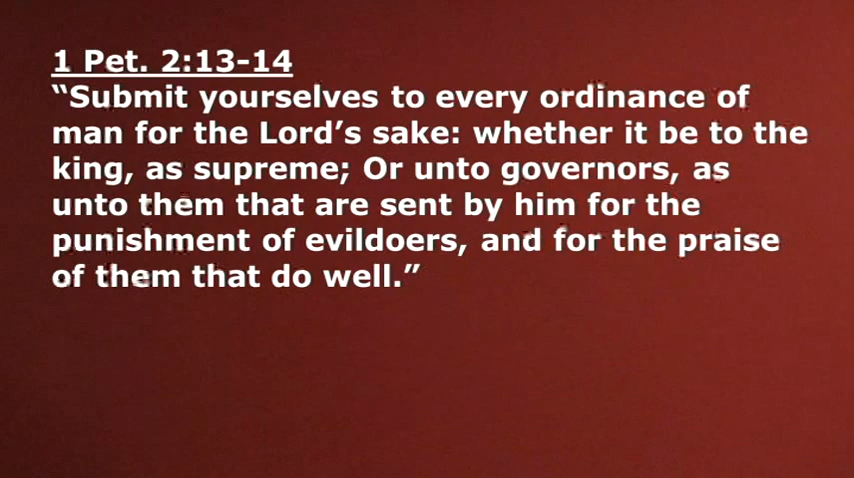 1 Pet. 2:13-14
“Submit yourselves to every ordinance of
man for the Lord’s sake: whether it be to the
king, as supreme; Or unto governors, as
unto them that are sent by him for the
punishment of evildoers, and for the praise
of them that do well.”